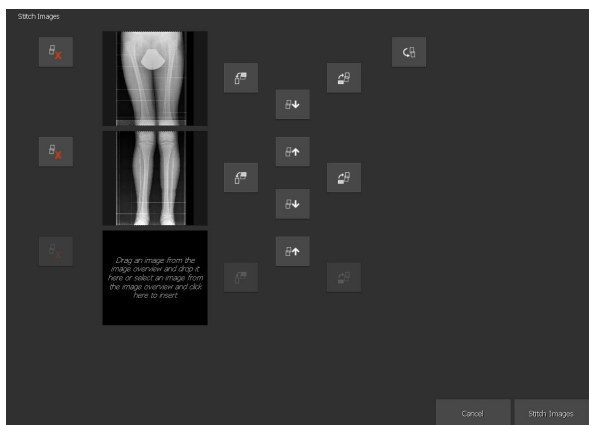 Stitch Images
Drag an image from the
image overview and drop it
here or select an image from
the image overview and click
here to insert
Cancel
Stitch Images